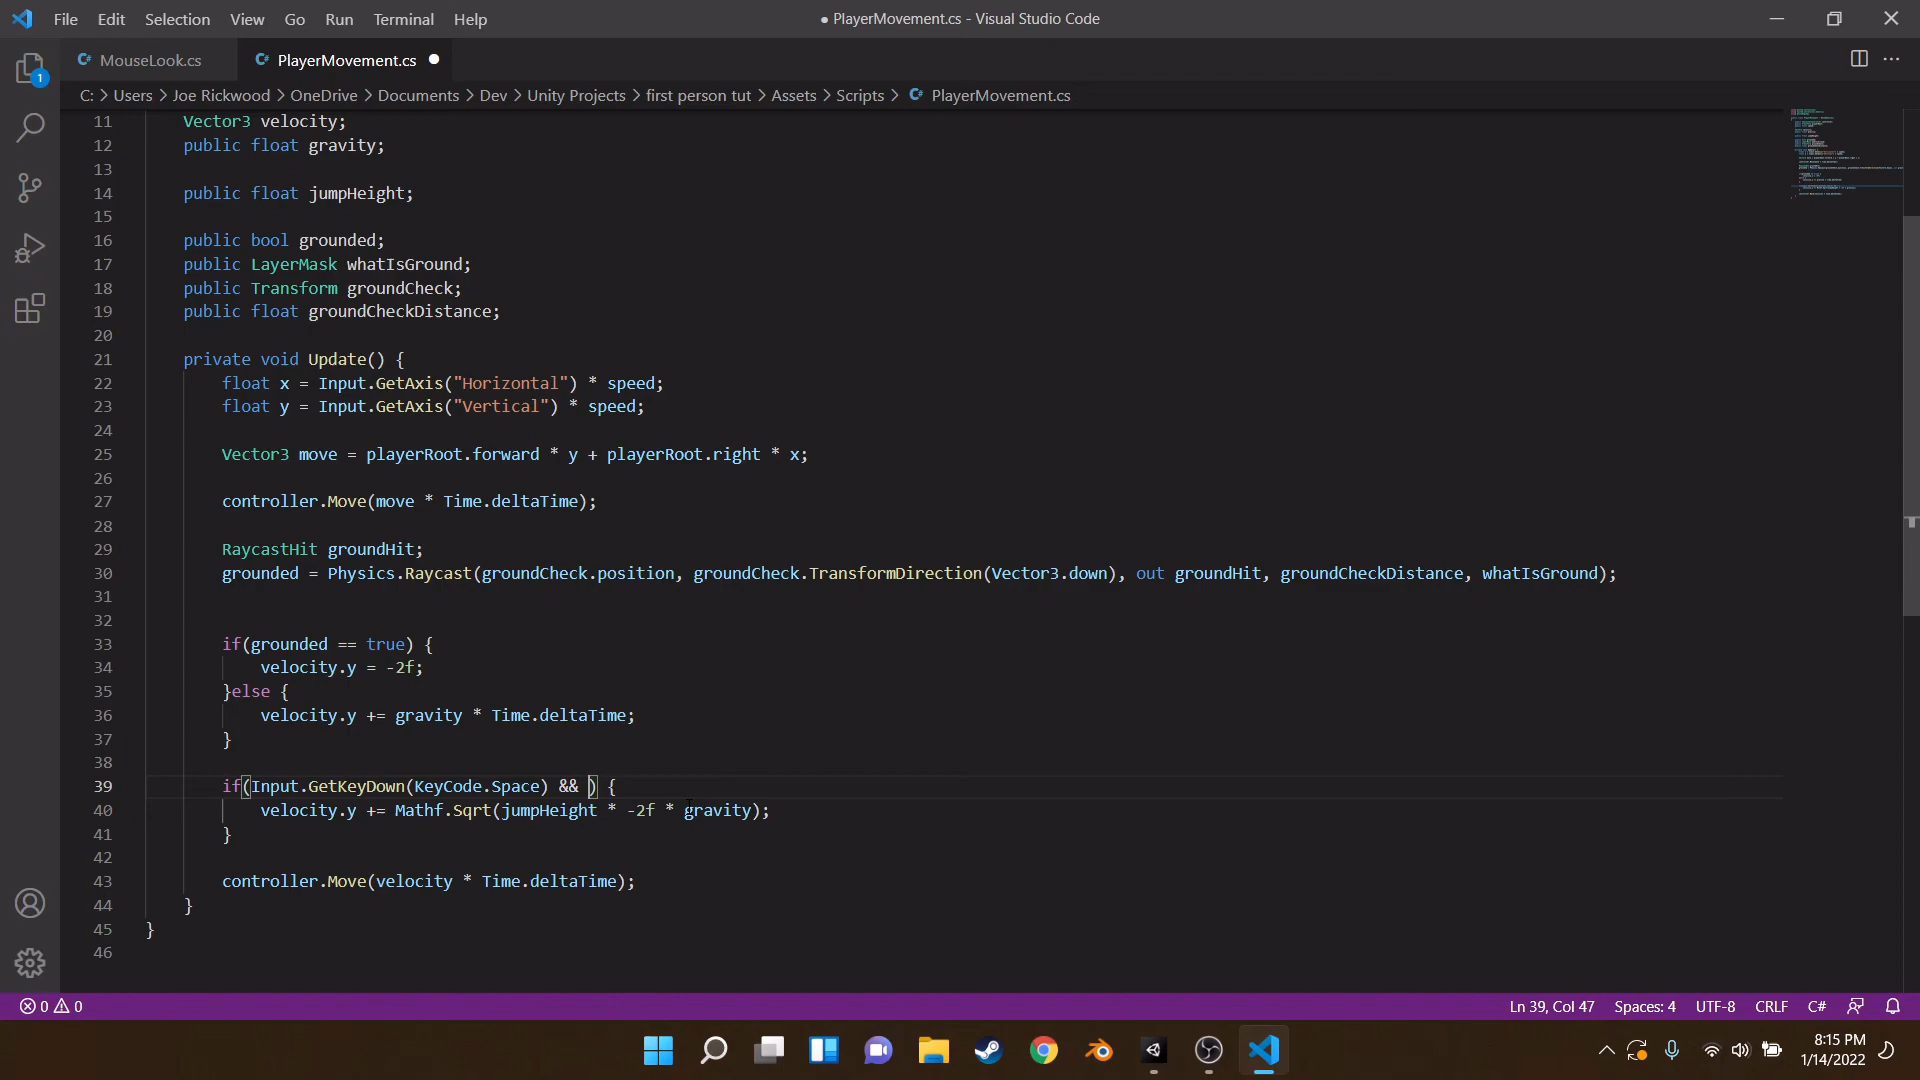 File Edit Selection View Go Run Terminal Help
● PlayerMovement.cs - Visual Studio Code
MouseLook.cs
PlayerMovement.cs
C: > Users > Joe Rickwood > OneDrive > Documents > Dev > Unity Projects > first person tut > Assets > Scripts > PlayerMovement.cs
1
11 Vector3 velocity;
12 public float gravity;
13
14 public float jumpHeight;
15
16 public bool grounded;
17 public LayerMask whatIsGround;
18 public Transform groundCheck;
19 public float groundCheckDistance;
20
21 private void Update() {
22 float x = Input.GetAxis("Horizontal") * speed;
23 float y = Input.GetAxis("Vertical") * speed;
24
25 Vector3 move = playerRoot.forward * y + playerRoot.right * x;
26
27 controller.Move(move * Time.deltaTime);
28
29 RaycastHit groundHit;
30 grounded = Physics.Raycast(groundCheck.position, groundCheck.TransformDirection(Vector3.down), out groundHit, groundCheckDistance, whatIsGround);
31
32
33 if(grounded == true) {
34 velocity.y = -2f;
35 }else {
36 velocity.y += gravity * Time.deltaTime;
37 }
38
39 if(Input.GetKeyDown(KeyCode.Space) && ) {
40 velocity.y += Mathf.Sqrt(jumpHeight * -2f * gravity);
41 }
42
43 controller.Move(velocity * Time.deltaTime);
44 }
45 }
46
0 0
Ln 39, Col 47 Spaces: 4 UTF-8 CRLF C#
8:15 PM
1/14/2022